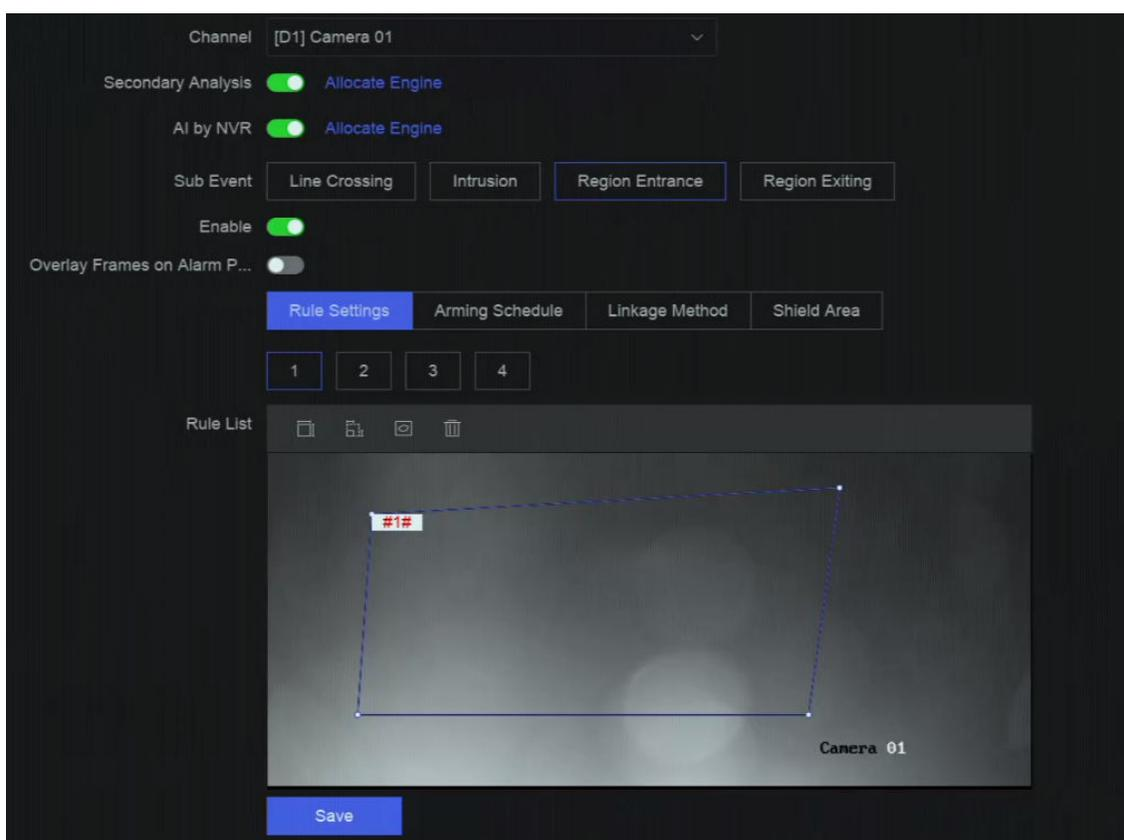 Channel [D1] Camera 01
Secondary Analysis Allocate Engine
AI by NVR Allocate Engine
Sub Event Line Crossing Intrusion Region Entrance Region Exiting
Enable
Overlay Frames on Alarm P...
Rule Settings Arming Schedule Linkage Method Shield Area
1 2 3 4
Rule List
#1#
Camera 01
Save